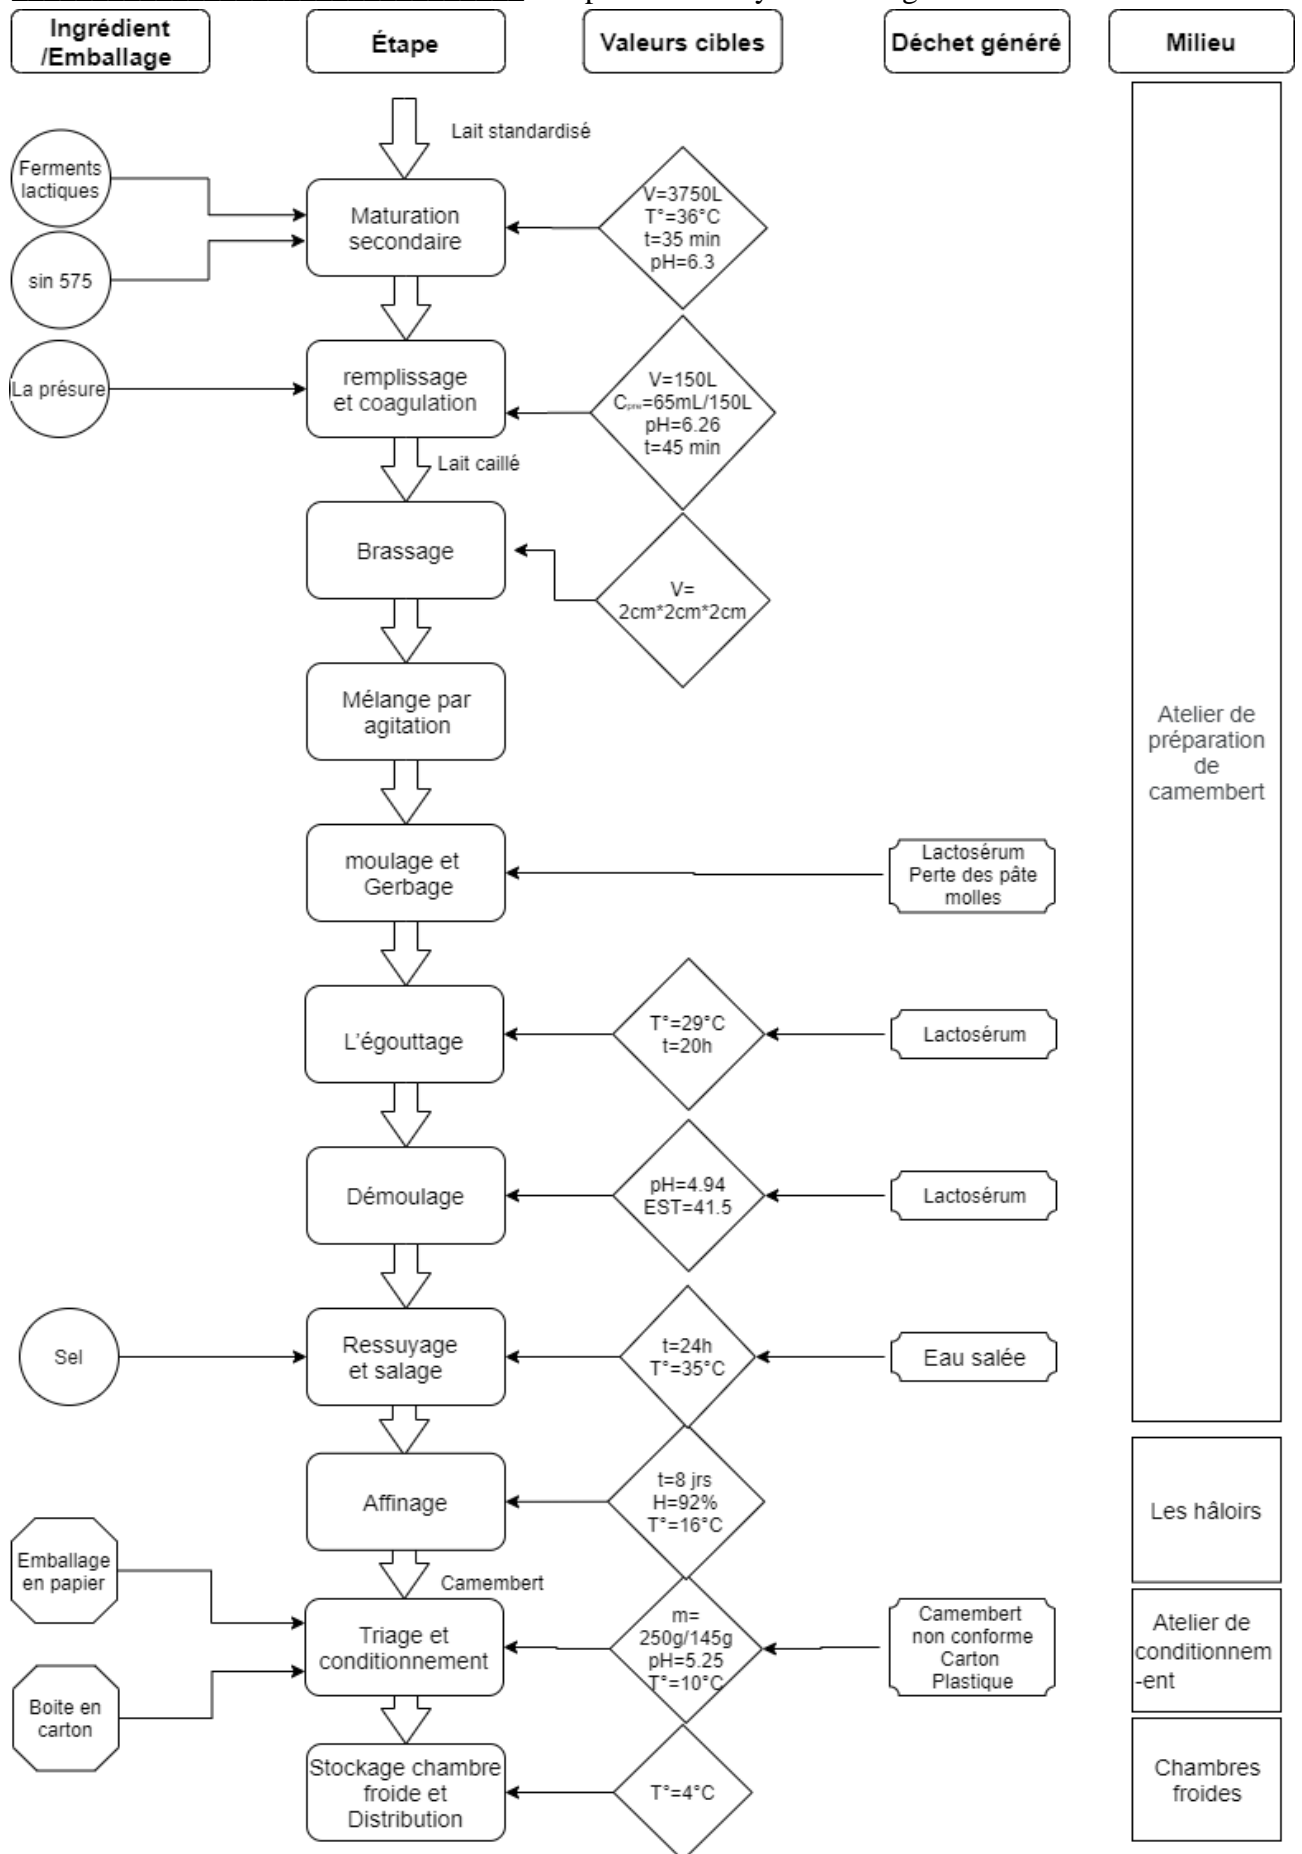 Ingrédient
/Emballage
Étape
Valeurs cibles
Déchet généré
Milieu
Lait standardisé
Ferments
lactiques
sin 575
Maturation
secondaire
V=3750L
T°=36°C
t=35 min
pH=6.3
La présure
remplissage
et coagulation
V=150L
=65mL/150L
pH=6.26
t=45 min
Lait caillé
Brassage
V=
2cm*2cm*2cm
Mélange par
agitation
Atelier de
préparation
de
camembert
moulage et
Gerbage
Lactosérum
Perte des pâte
molles
L'égouttage
T°=29°C
t=20h
Lactosérum
Démoulage
pH=4.94
EST=41.5
Lactosérum
Sel
Ressuyage
et salage
t=24h
T°=35°C
Eau salée
Affinage
t=8 jrs
H=92%
T°=16°C
Les hâloirs
Camembert
Emballage
en papier
Boite en
carton
Triage et
conditionnement
m=
250g/145g
pH=5.25
T°=10°C
Camembert
non conforme
Carton
Plastique
Atelier de
conditionnem
-ent
Stockage chambre
froide et
Distribution
T°=4°C
Chambres
froides